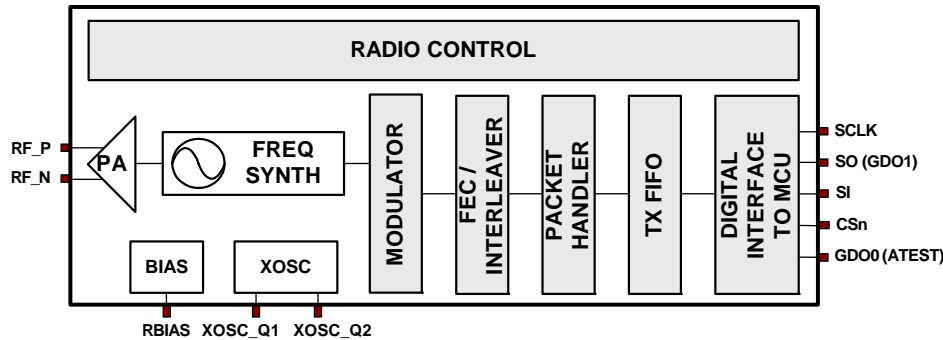 RADIO CONTROL
RF_P
RF_N
PA
FREQ
SYNTH
MODULATOR
FEC /
INTERLEAVER
PACKET
HANDLER
TX FIFO
DIGITAL
INTERFACE
TO MCU
SCLK
SO (GDO1)
SI
CSn
GDO0 (ATEST)
BIAS
XOSC
RBIAS
XOSC_Q1
XOSC_Q2